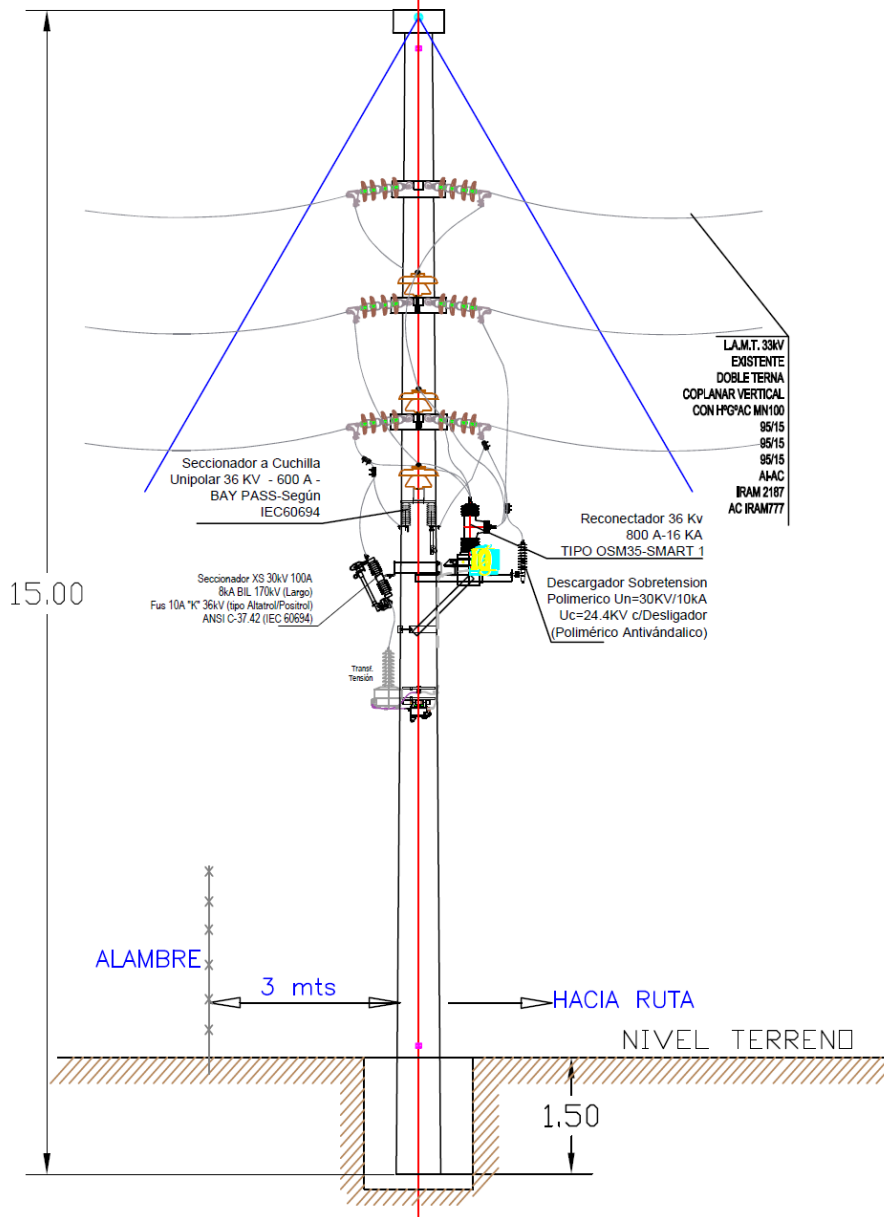 L.A.M.T. 33kV
EXISTENTE
DOBLE TERNA
COPLANAR VERTICAL
CON HºGºAC MN100
95/15
95/15
95/15
Al-AC
IRAM 2187
AC IRAM777
Seccionador a Cuchilla
Unipolar 36 KV - 600 A -
BAY PASS-Según
IEC60694
Reconectador 36 Kv
800 A-16 KA
TIPO OSM35-SMART 1
Seccionador XS 30kV 100A
8kA BIL 170kV (Largo)
Fus 10A "K" 36kV (tipo Altatrol/Positrol)
ANSI C-37.42 (IEC 60694)
Descargador Sobretension
Polimerico Un=30KV/10kA
Uc=24.4KV c/Desligador
(Polimérico Antivándalico)
15.00
Transf.
Tensión
ALAMBRE
3 mts
HACIA RUTA
NIVEL TERRENO
1.50